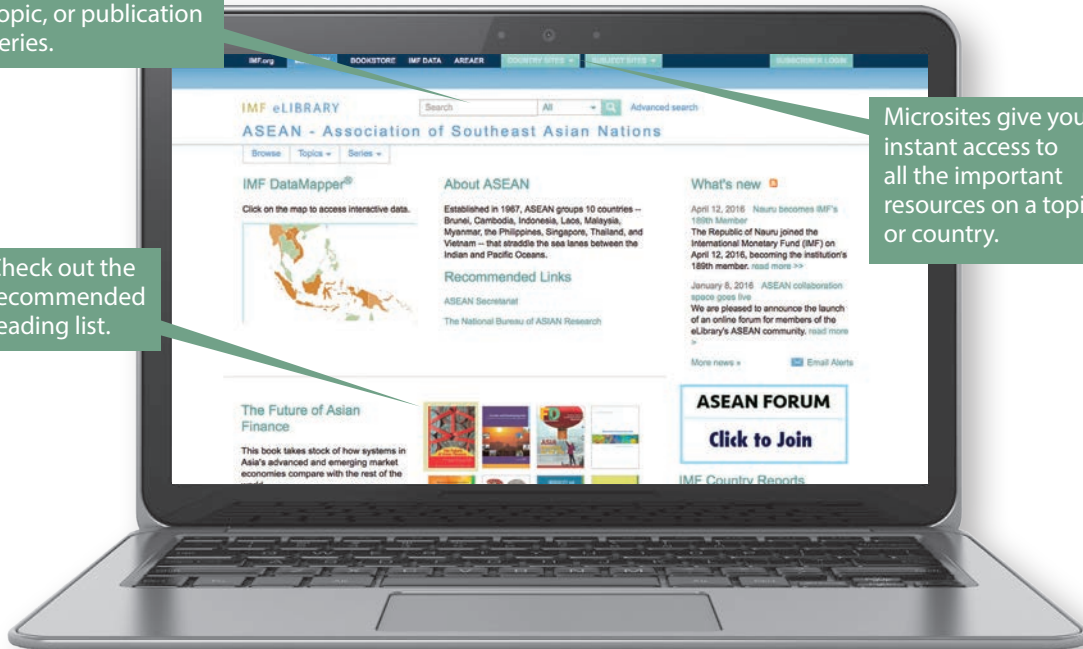 opic, or publication
eries.
IMF.org BOOKSTORE IMF DATA AREAER COUNTRY SITES SUBJECT SITES SUBSCRIBER LOGIN
IMF eLIBRARY Search All Advanced search
ASEAN - Association of Southeast Asian Nations
Browse Topics Series
Microsites give you
instant access to
all the important
resources on a topi
or country.
IMF DataMapper®
Click on the map to access interactive data.
About ASEAN
Established in 1967, ASEAN groups 10 countries --
Brunei, Cambodia, Indonesia, Laos, Malaysia,
Myanmar, the Philippines, Singapore, Thailand, and
Vietnam -- that straddle the sea lanes between the
Indian and Pacific Oceans.
Recommended Links
ASEAN Secretariat
The National Bureau of ASIAN Research
What's new
April 12, 2016 Nauru becomes IMF's
189th Member
The Republic of Nauru joined the
International Monetary Fund (IMF) on
April 12, 2016, becoming the institution's
189th member. read more >>
January 8, 2016 ASEAN collaboration
space goes live
We are pleased to announce the launch
of an online forum for members of the
eLibrary's ASEAN community. read more
>
More news » Email Alerts
heck out the
ecommended
eading list.
The Future of Asian
Finance
This book takes stock of how systems in
Asia's advanced and emerging market
economies compare with the rest of the
FD
ASIA
ASEAN FORUM
Click to Join
IMF Country Reports